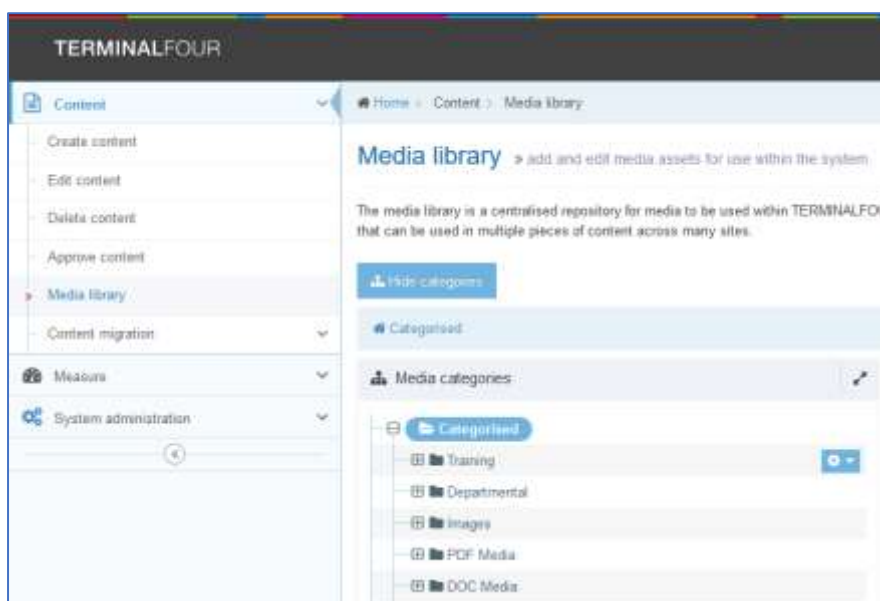 TERMINALFOUR
Content
Create content
Edit content
Delete content
Approve content
Media library
Content migration
Measure
System administration
Home > Content > Media library
Media library » add and edit media assets for use within the system
The media library is a centralised repository for media to be used within TERMINALFO
that can be used in multiple pieces of content across many sites.
Hide categories
Categorised
Media categories
Categorised
Training
Departmental
Images
PDF Media
DOC Media